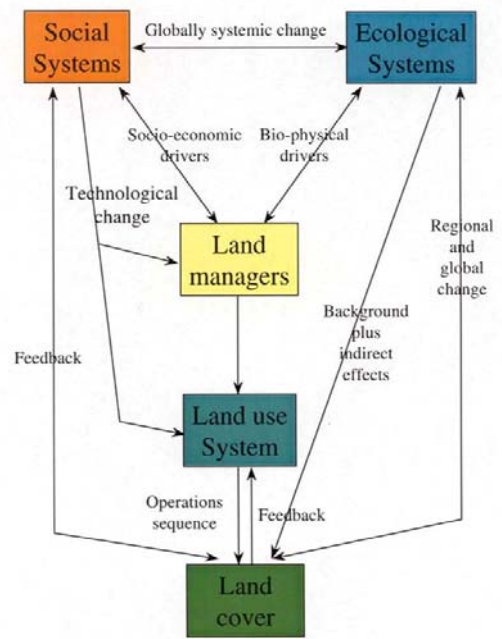 Social
Systems
Globally systemic change
Ecological
Systems
Socio-economic
drivers
Bio-physical
drivers
Technological
change
Land
managers
Regional
and
global
change
Background
plus
indirect
effects
Feedback
Land use
System
Operations
sequence
Feedback
Land
cover